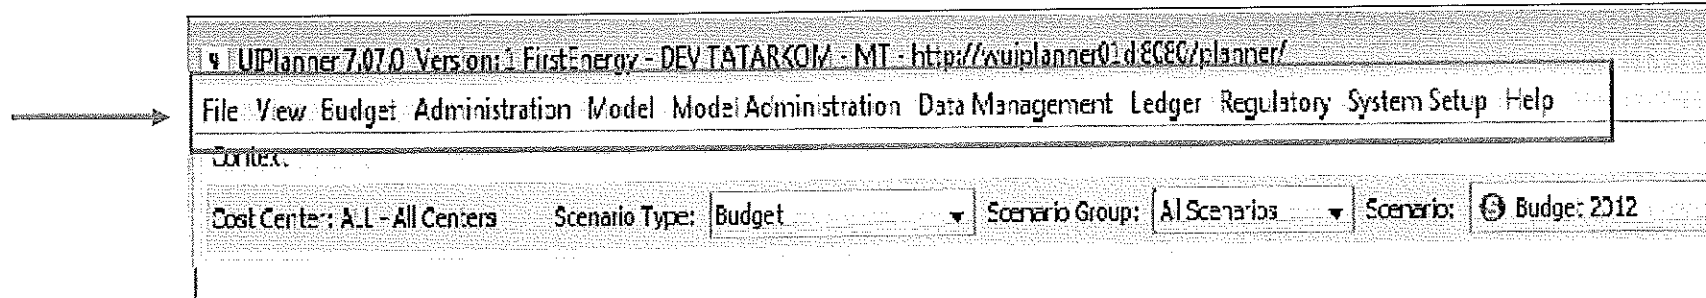 UIPlanner 7.07.0 Version: 1 FirstEnergy - DEV TATARKOM - MT - http://wuiplanner01d:8080/planner/
File View Budget Administration Model Model Administration Data Management Ledger Regulatory System Setup Help
Context
Cost Center: ALL - All Centers Scenario Type: Budget Scenario Group: All Scenarios Scenario: Budget 2012